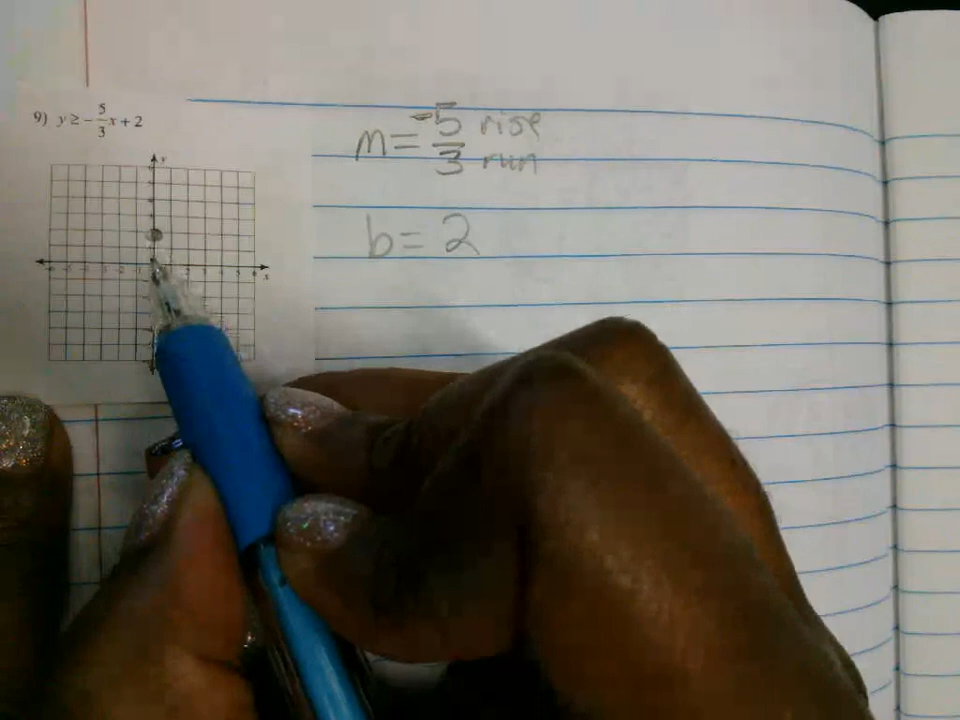 9) y ≥ -5/3x + 2
m = -5/3 rise run
b = 2